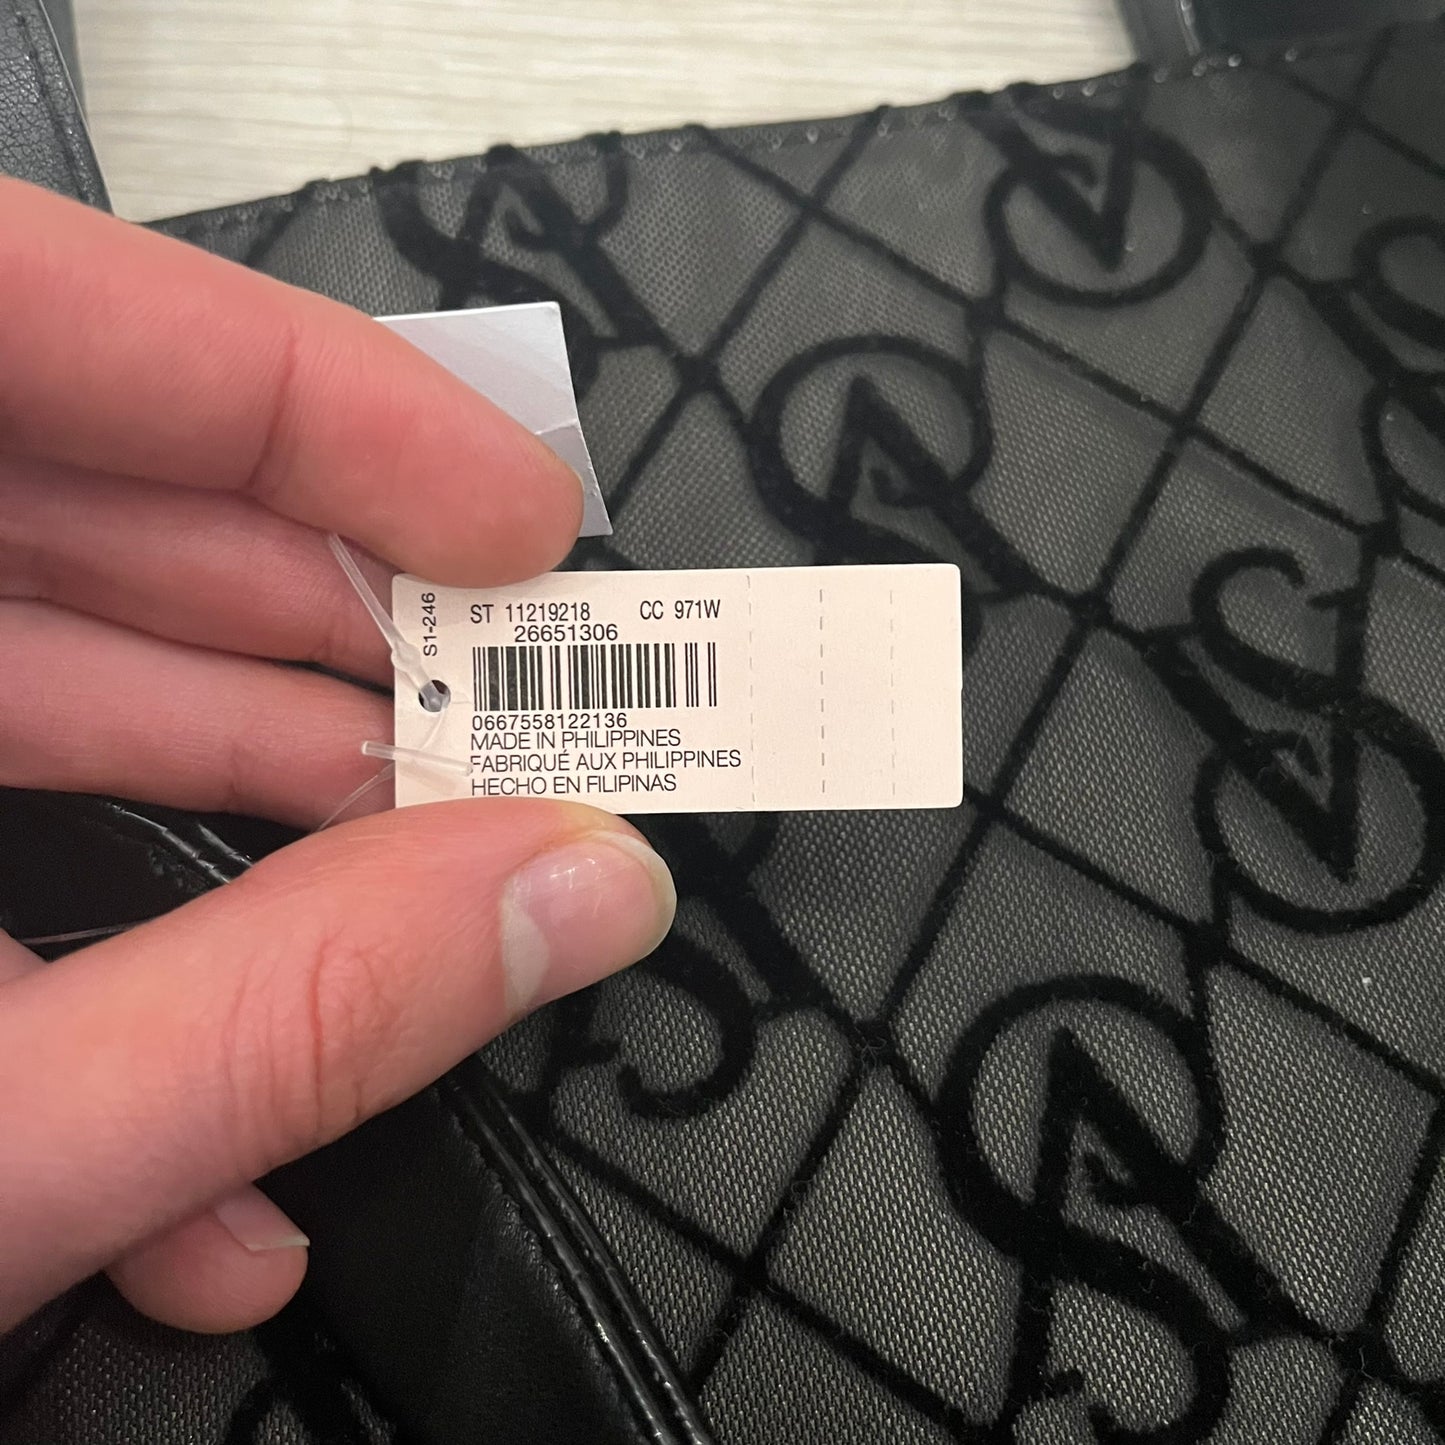 S1-246
ST 11219218 CC 971W
26651306
0667558122136
MADE IN PHILIPPINES
FABRIQUÉ AUX PHILIPPINES
HECHO EN FILIPINAS